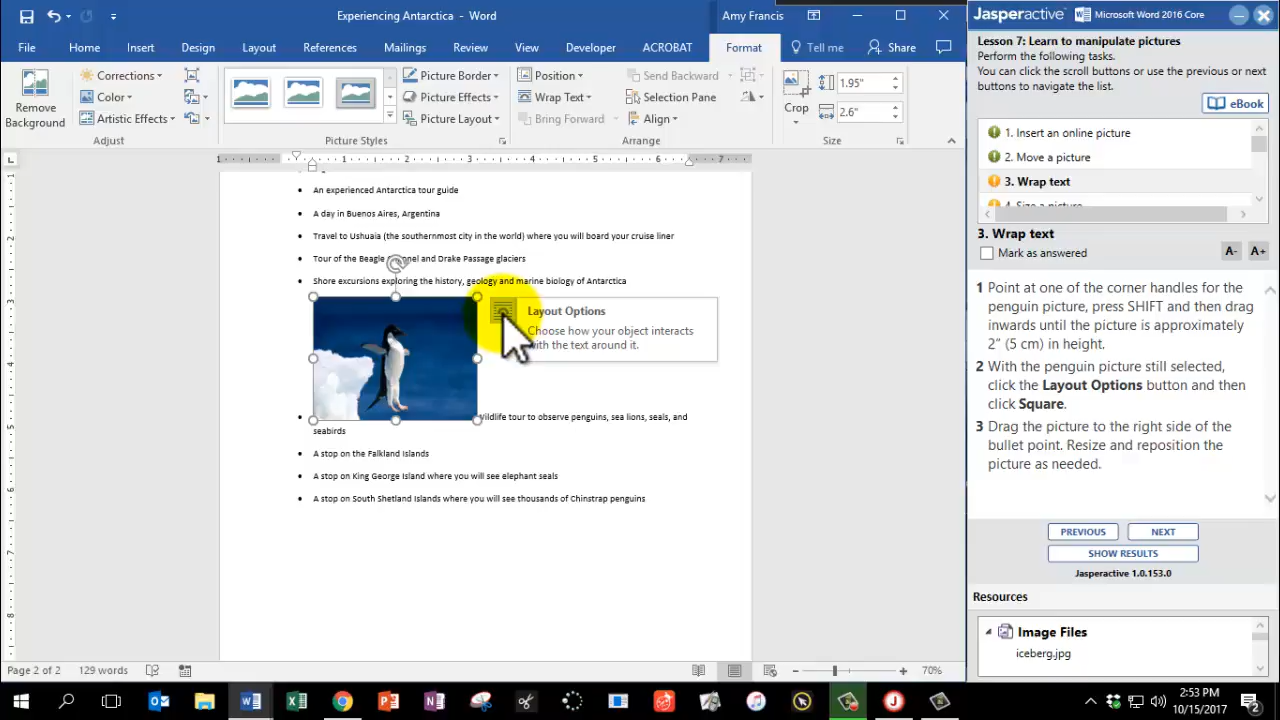 Experiencing Antarctica - Word
Amy Francis
File Home Insert Design Layout References Mailings Review View Developer ACROBAT Format Tell me Share
Remove Background
Corrections
Color
Artistic Effects
Adjust
Picture Styles
Picture Border
Picture Effects
Picture Layout
Position
Wrap Text
Bring Forward
Send Backward
Selection Pane
Align
Arrange
Crop
1.95"
2.6"
Size
1 1 2 3 4 5 6 7
An experienced Antarctica tour guide
A day in Buenos Aires, Argentina
Travel to Ushuaia (the southernmost city in the world) where you will board your cruise liner
Tour of the Beagle Channel and Drake Passage glaciers
Shore excursions exploring the history, geology and marine biology of Antarctica
Layout Options
Choose how your object interacts
with the text around it.
Wildlife tour to observe penguins, sea lions, seals, and
seabirds
A stop on the Falkland Islands
A stop on King George Island where you will see elephant seals
A stop on South Shetland Islands where you will see thousands of Chinstrap penguins
Page 2 of 2 129 words
70%
Jasperactive Microsoft Word 2016 Core
Lesson 7: Learn to manipulate pictures
Perform the following tasks.
You can click the scroll buttons or use the previous or next
buttons to navigate the list.
eBook
1. Insert an online picture
2. Move a picture
3. Wrap text
4. Size a picture
3. Wrap text
Mark as answered
A- A+
1 Point at one of the corner handles for the
penguin picture, press SHIFT and then drag
inwards until the picture is approximately
2” (5 cm) in height.
2 With the penguin picture still selected,
click the Layout Options button and then
click Square.
3 Drag the picture to the right side of the
bullet point. Resize and reposition the
picture as needed.
PREVIOUS NEXT
SHOW RESULTS
Jasperactive 1.0.153.0
Resources
Image Files
iceberg.jpg
2:53 PM
10/15/2017
2